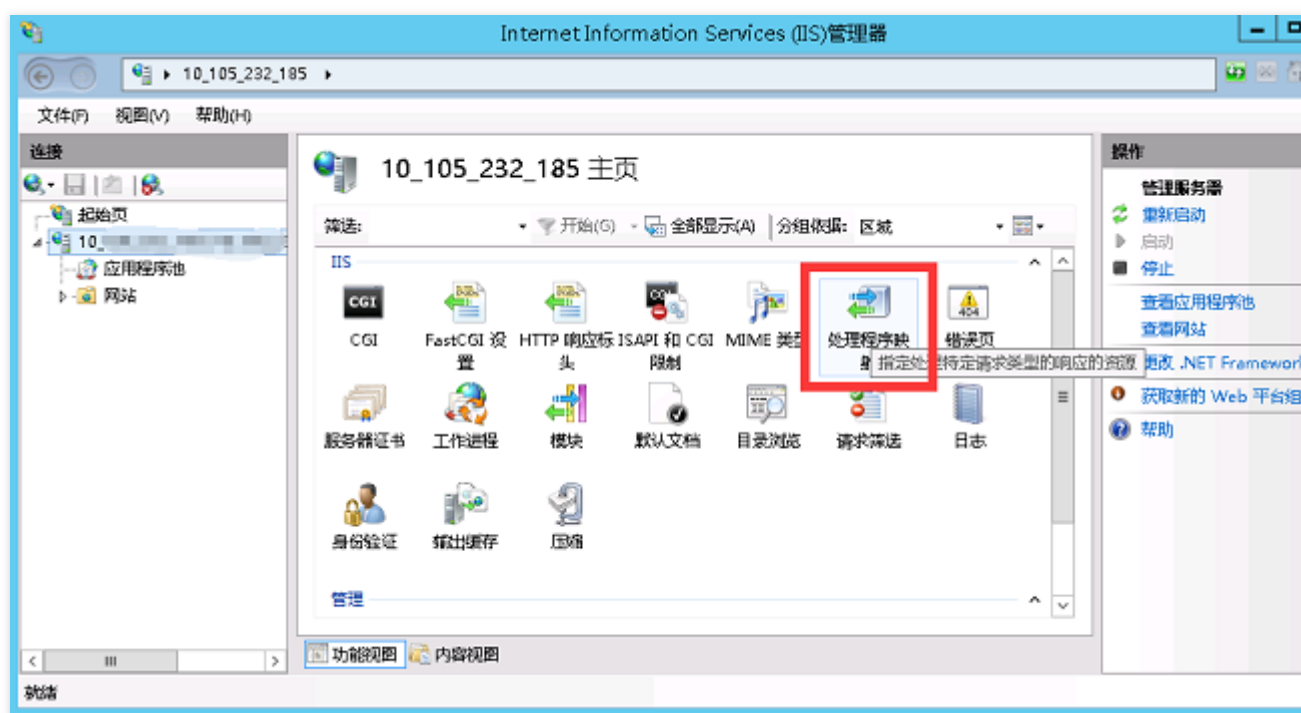 Internet Information Services (IIS)管理器
10_105_232_185
文件(F) 视图(V) 帮助(H)
连接
起始页
10_
应用程序池
网站
10_105_232_185 主页
筛选: 开始(G) 全部显示(A) 分组依据: 区域
IIS
CGI
CGI
FastCGI 设
置
HTTP 响应标
头
CGI
ISAPI 和 CGI
限制
MIME 类型
处理程序映
射
404
错误页
指定处理特定请求类型的响应的资源
服务器证书 工作进程 模块 默认文档 目录浏览 请求筛选 日志
身份验证 输出缓存 压缩
管理
功能视图 内容视图
就绪
操作
管理服务器
重新启动
启动
停止
查看应用程序池
查看网站
更改 .NET Framewor
获取新的 Web 平台组
帮助